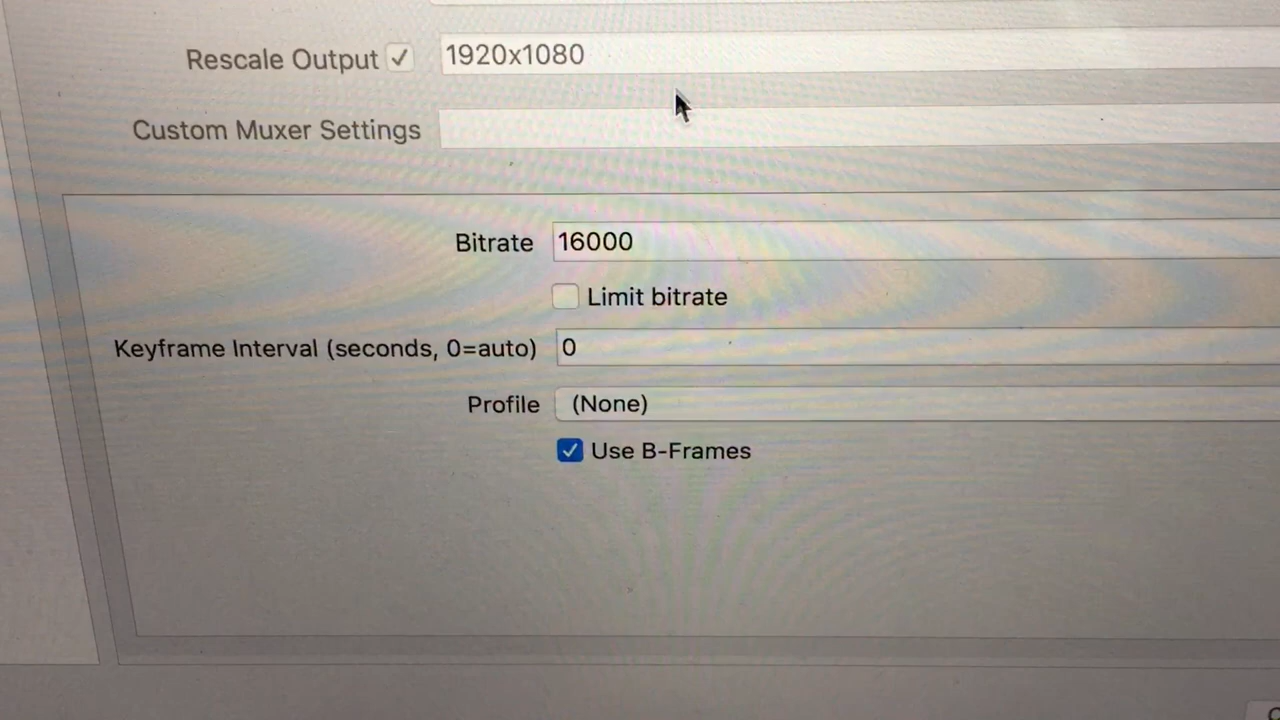 Rescale Output 1920x1080
Custom Muxer Settings
Bitrate 16000
Limit bitrate
Keyframe Interval (seconds, 0=auto) 0
Profile (None)
Use B-Frames